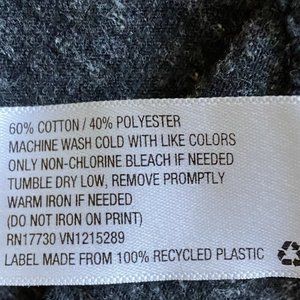 60% COTTON / 40% POLYESTER
MACHINE WASH COLD WITH LIKE COLORS
ONLY NON-CHLORINE BLEACH IF NEEDED
TUMBLE DRY LOW, REMOVE PROMPTLY
WARM IRON IF NEEDED
(DO NOT IRON ON PRINT)
RN17730 VN1215289
LABEL MADE FROM 100% RECYCLED PLASTIC